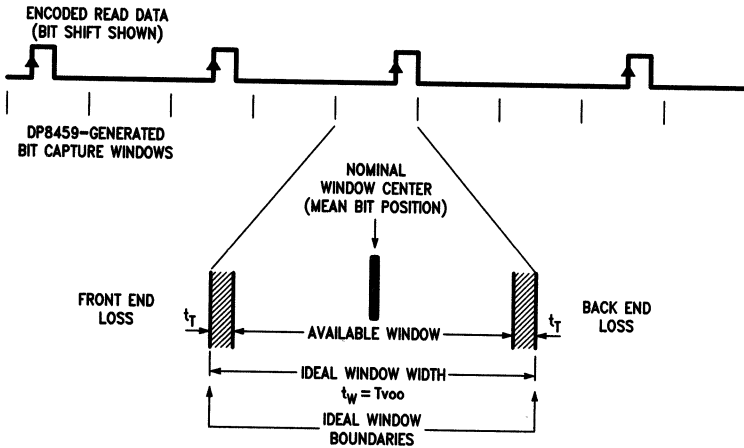 ENCODED READ DATA
(BIT SHIFT SHOWN)
DP8459-GENERATED
BIT CAPTURE WINDOWS
NOMINAL
WINDOW CENTER
(MEAN BIT POSITION)
FRONT END
LOSS
BACK END
LOSS
tT
AVAILABLE WINDOW
tT
IDEAL WINDOW WIDTH
tW = TVCO
IDEAL WINDOW
BOUNDARIES